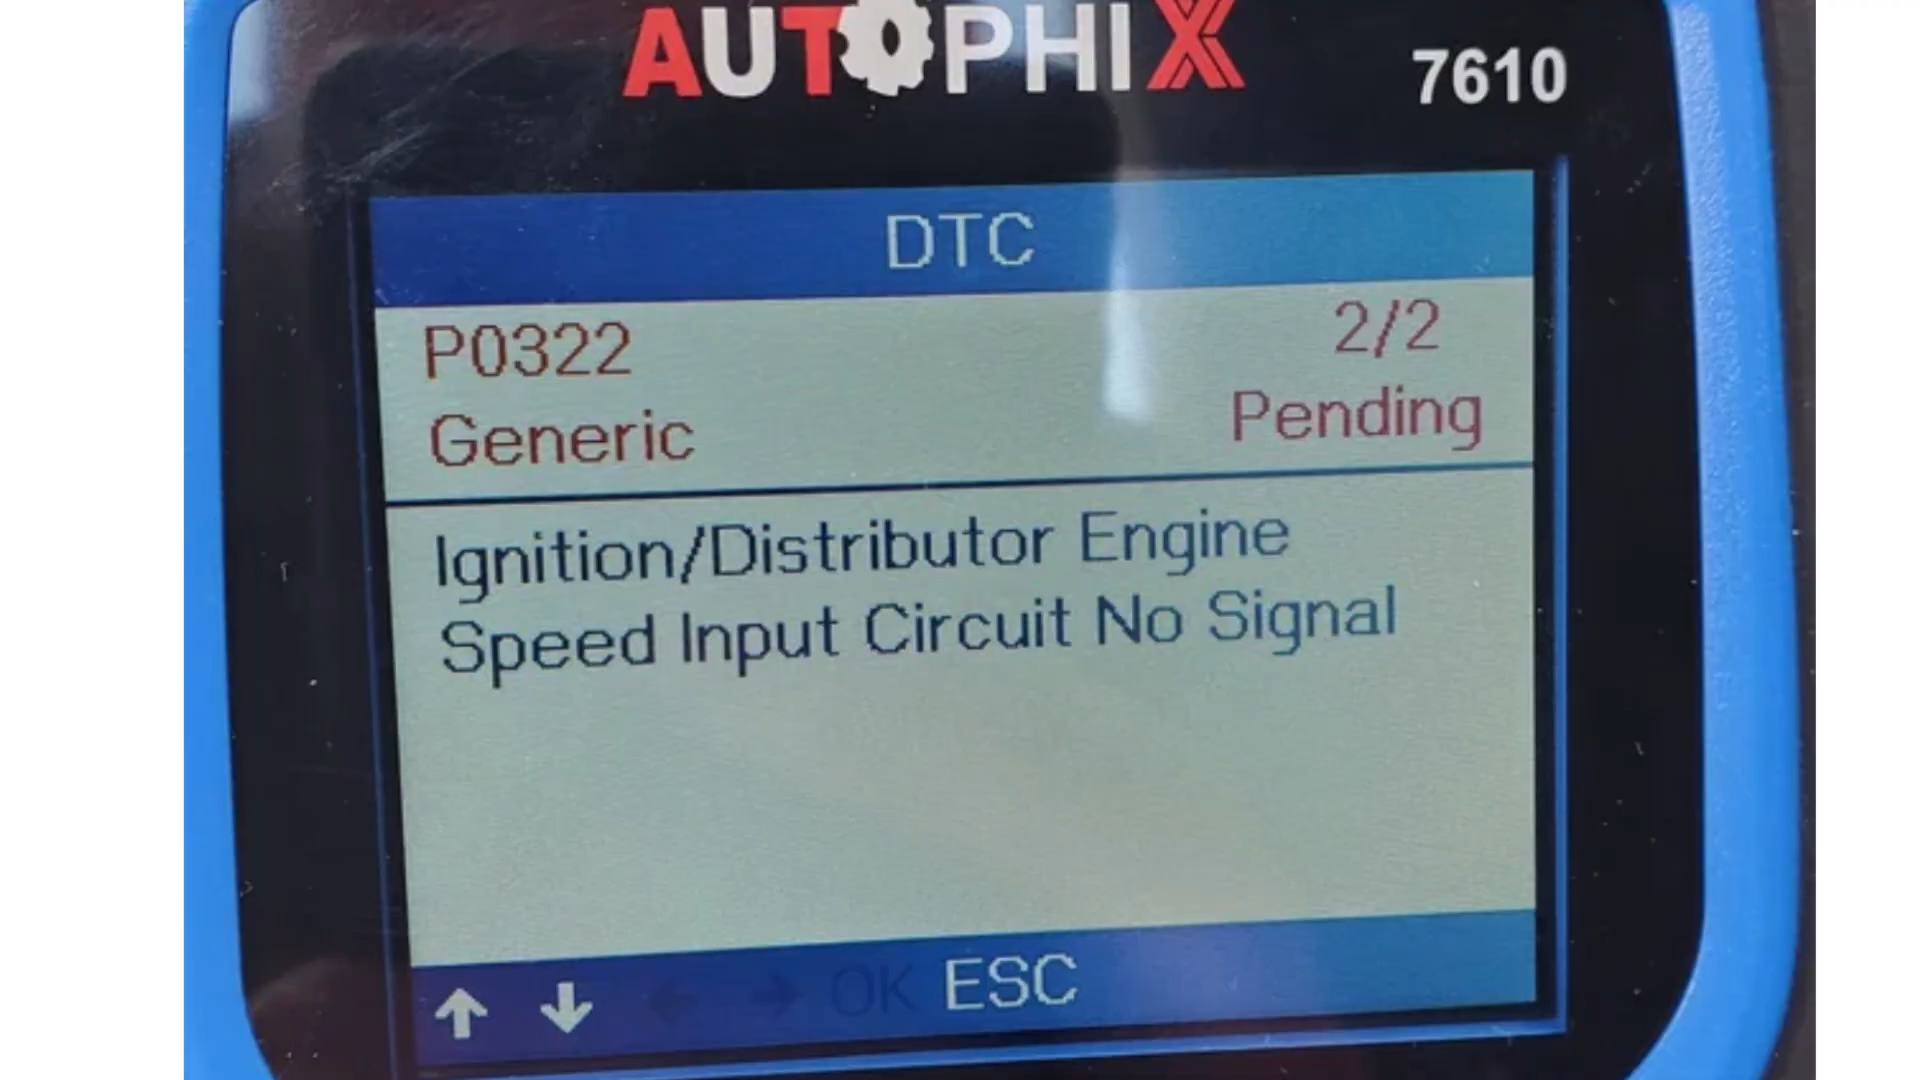 AUTOPHIX
7610
DTC
P0322 2/2
Generic Pending
Ignition/Distributor Engine
Speed Input Circuit No Signal
OK ESC